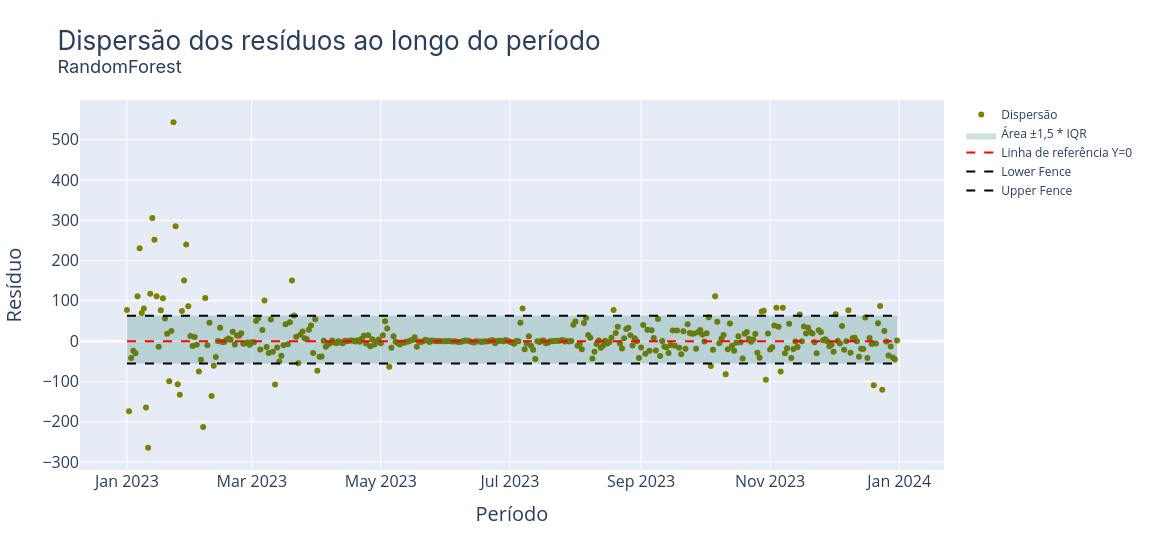 Dispersão dos resíduos ao longo do período
RandomForest
Resíduo
500
400
300
200
100
0
−100
−200
−300
Jan 2023
Mar 2023
May 2023
Jul 2023
Sep 2023
Nov 2023
Jan 2024
Período
Dispersão
Área ±1,5 * IQR
Linha de referência Y=0
Lower Fence
Upper Fence